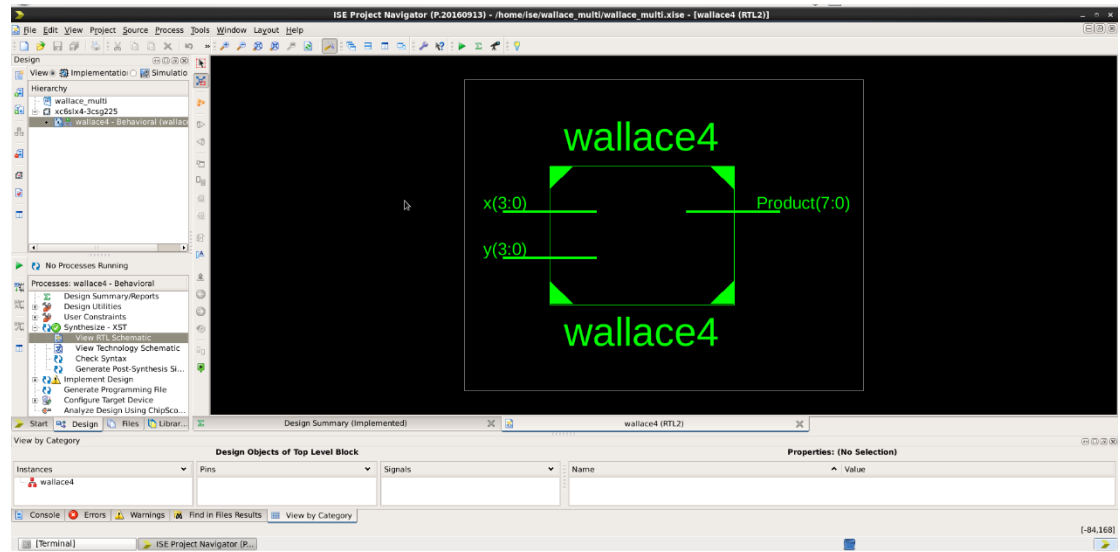 ISE Project Navigator (P.20160913) - /home/ise/wallace_multi/wallace_multi.xise - [wallace4 (RTL2)]
File Edit View Project Source Process Tools Window Layout Help
Design
View Implementation Simulatio
Hierarchy
wallace_multi
xc6slx4-3csg225
wallace4 - Behavioral (wallac
No Processes Running
Processes: wallace4 - Behavioral
Design Summary/Reports
Design Utilities
User Constraints
Synthesize - XST
View RTL Schematic
View Technology Schematic
Check Syntax
Generate Post-Synthesis Si...
Implement Design
Generate Programming File
Configure Target Device
Analyze Design Using ChipSco...
wallace4
x(3:0)
Product(7:0)
y(3:0)
wallace4
Start Design Files Librar...
Design Summary (Implemented)
wallace4 (RTL2)
View by Category
Design Objects of Top Level Block
Properties: (No Selection)
Instances Pins Signals Name Value
wallace4
Console Errors Warnings Find in Files Results View by Category
[-84,168]
[Terminal] ISE Project Navigator (P...